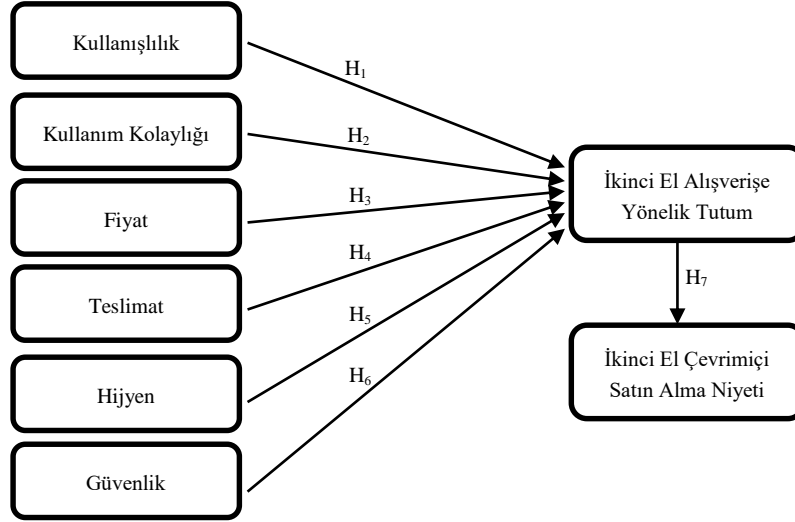 Kullanışlılık
H₁
Kullanım Kolaylığı
H₂
İkinci El Alışverişe
Yönelik Tutum
Fiyat
H₃
Teslimat
H₄
H₇
Hijyen
H₅
İkinci El Çevrimiçi
Satın Alma Niyeti
H₆
Güvenlik